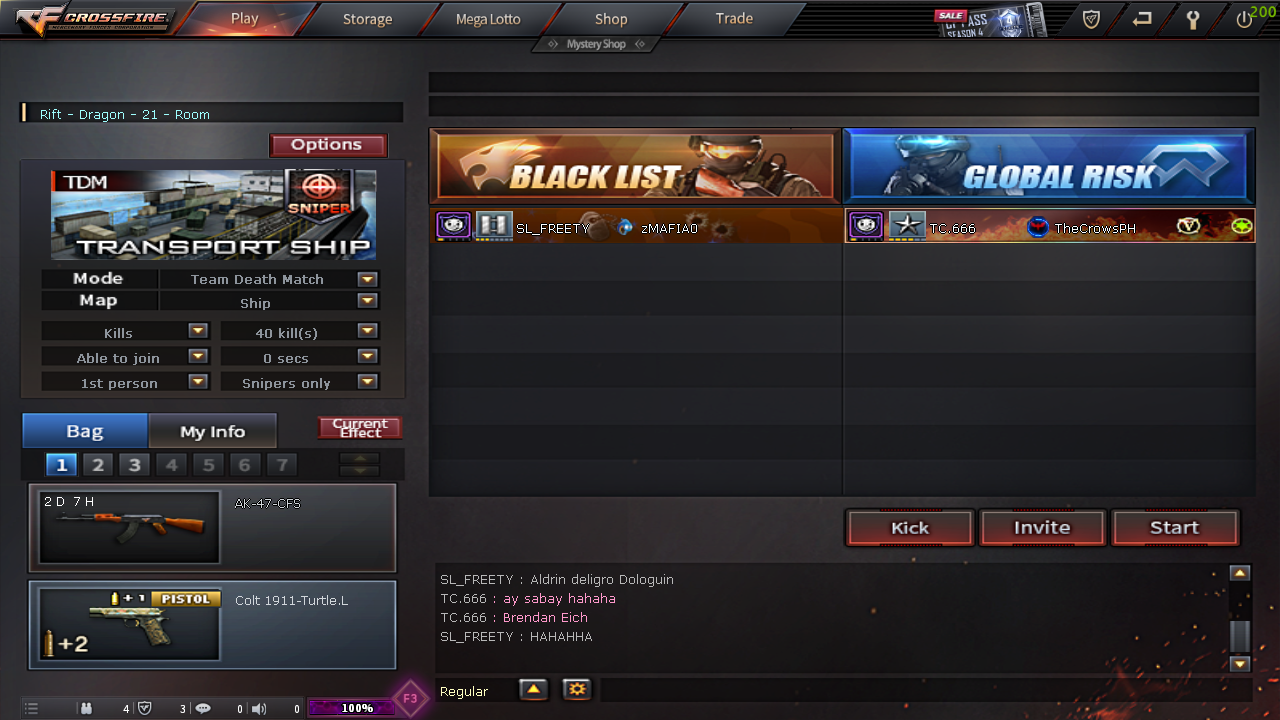 CROSSFIRE
Play
Storage
Mega Lotto
Shop
Trade
SALE
SEASON 4
200
Mystery Shop
Rift - Dragon - 21 - Room
Options
TDM
SNIPER
TRANSPORT SHIP
Mode Team Death Match
Map Ship
Kills 40 kill(s)
Able to join 0 secs
1st person Snipers only
Bag My Info Current Effect
1 2 3 4 5 6 7
2 D 7 H AK-47-CFS
+1 PISTOL Colt 1911-Turtle.L
+2
4 3 0 0 100% F3
BLACK LIST GLOBAL RISK
SL_FREETY zMAFIA0 TC.666 TheCrowsPH
Kick Invite Start
SL_FREETY : Aldrin deligro Dologuin
TC.666 : ay sabay hahaha
TC.666 : Brendan Eich
SL_FREETY : HAHAHHA
Regular